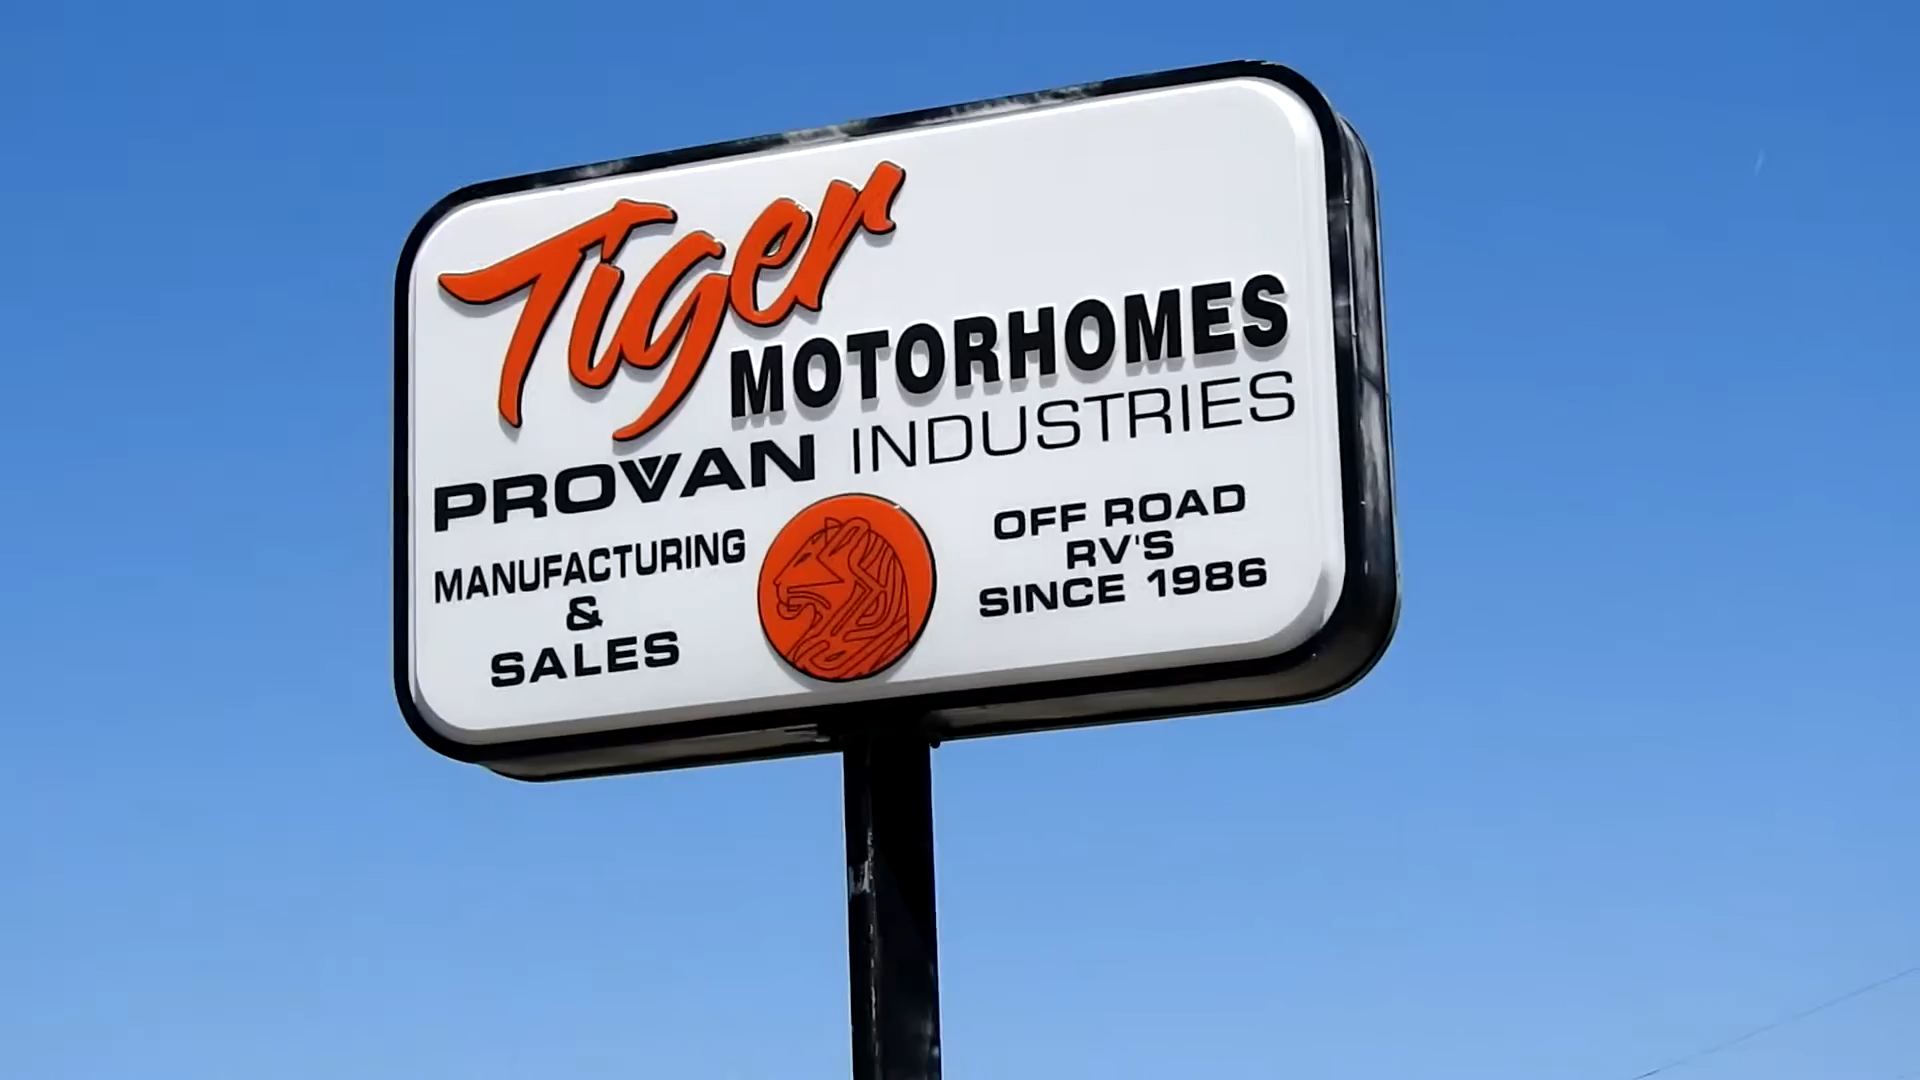 Tiger
MOTORHOMES
PROVAN INDUSTRIES
MANUFACTURING
&
SALES
OFF ROAD
RV'S
SINCE 1986